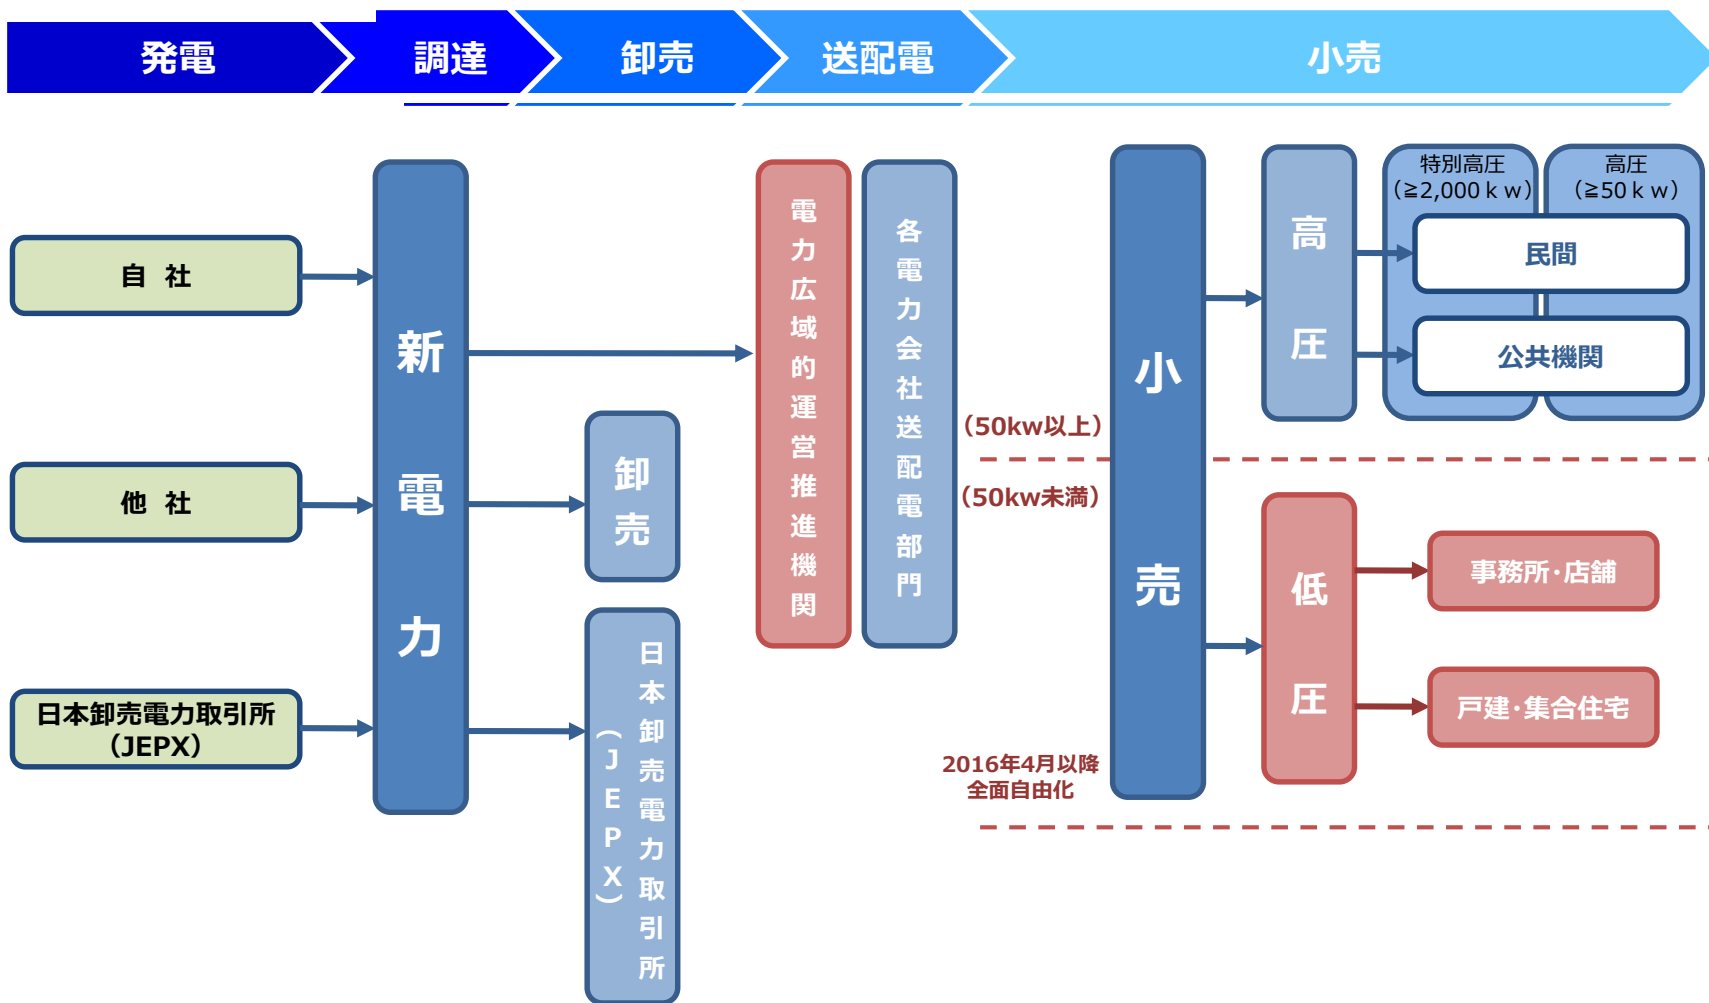 発電
調達
卸売
送配電
小売
自 社
他 社
日本卸売電力取引所
（JEPX）
新電力
卸売
日本卸売電力取引所
（JEPX）
電力広域的運営推進機関
各電力会社送配電部門
（50kw以上）
（50kw未満）
2016年4月以降
全面自由化
小売
高圧
特別高圧
（≧2,000ｋｗ）
高圧
（≧50ｋｗ）
民間
公共機関
低圧
事務所･店舗
戸建･集合住宅